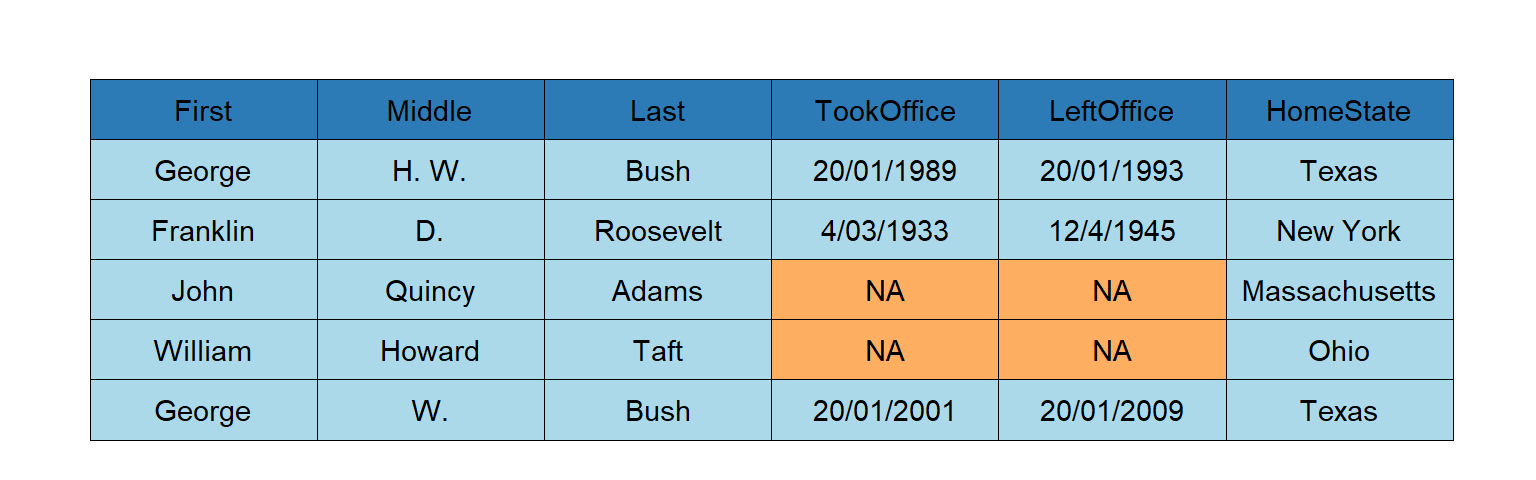 First Middle Last TookOffice LeftOffice HomeState
George H. W. Bush 20/01/1989 20/01/1993 Texas
Franklin D. Roosevelt 4/03/1933 12/4/1945 New York
John Quincy Adams NA NA Massachusetts
William Howard Taft NA NA Ohio
George W. Bush 20/01/2001 20/01/2009 Texas